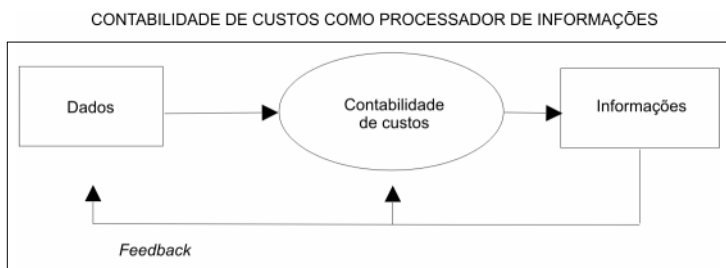 CONTABILIDADE DE CUSTOS COMO PROCESSADOR DE INFORMAÇÕES
Dados
Contabilidade
de custos
Informações
Feedback